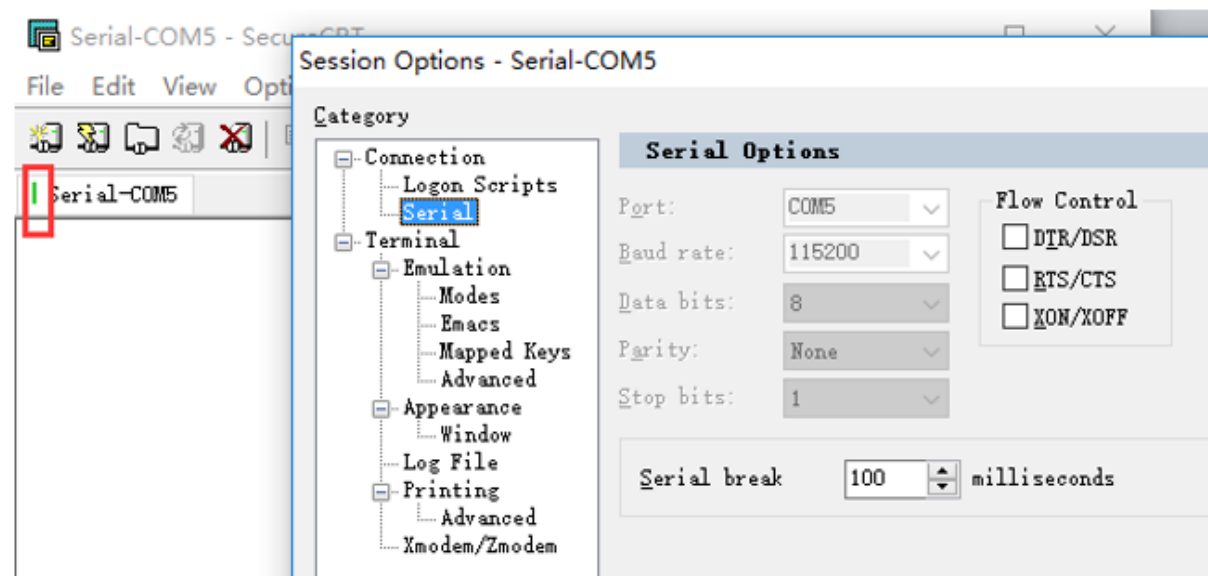 Serial-COM5 - SecureCRT
File Edit View Opti
Serial-COM5
Session Options - Serial-COM5
Category
Connection
Logon Scripts
Serial
Terminal
Emulation
Modes
Emacs
Mapped Keys
Advanced
Appearance
Window
Log File
Printing
Advanced
Xmodem/Zmodem
Serial Options
Port: COM5
Baud rate: 115200
Data bits: 8
Parity: None
Stop bits: 1
Flow Control
DTR/DSR
RTS/CTS
XON/XOFF
Serial break 100 milliseconds